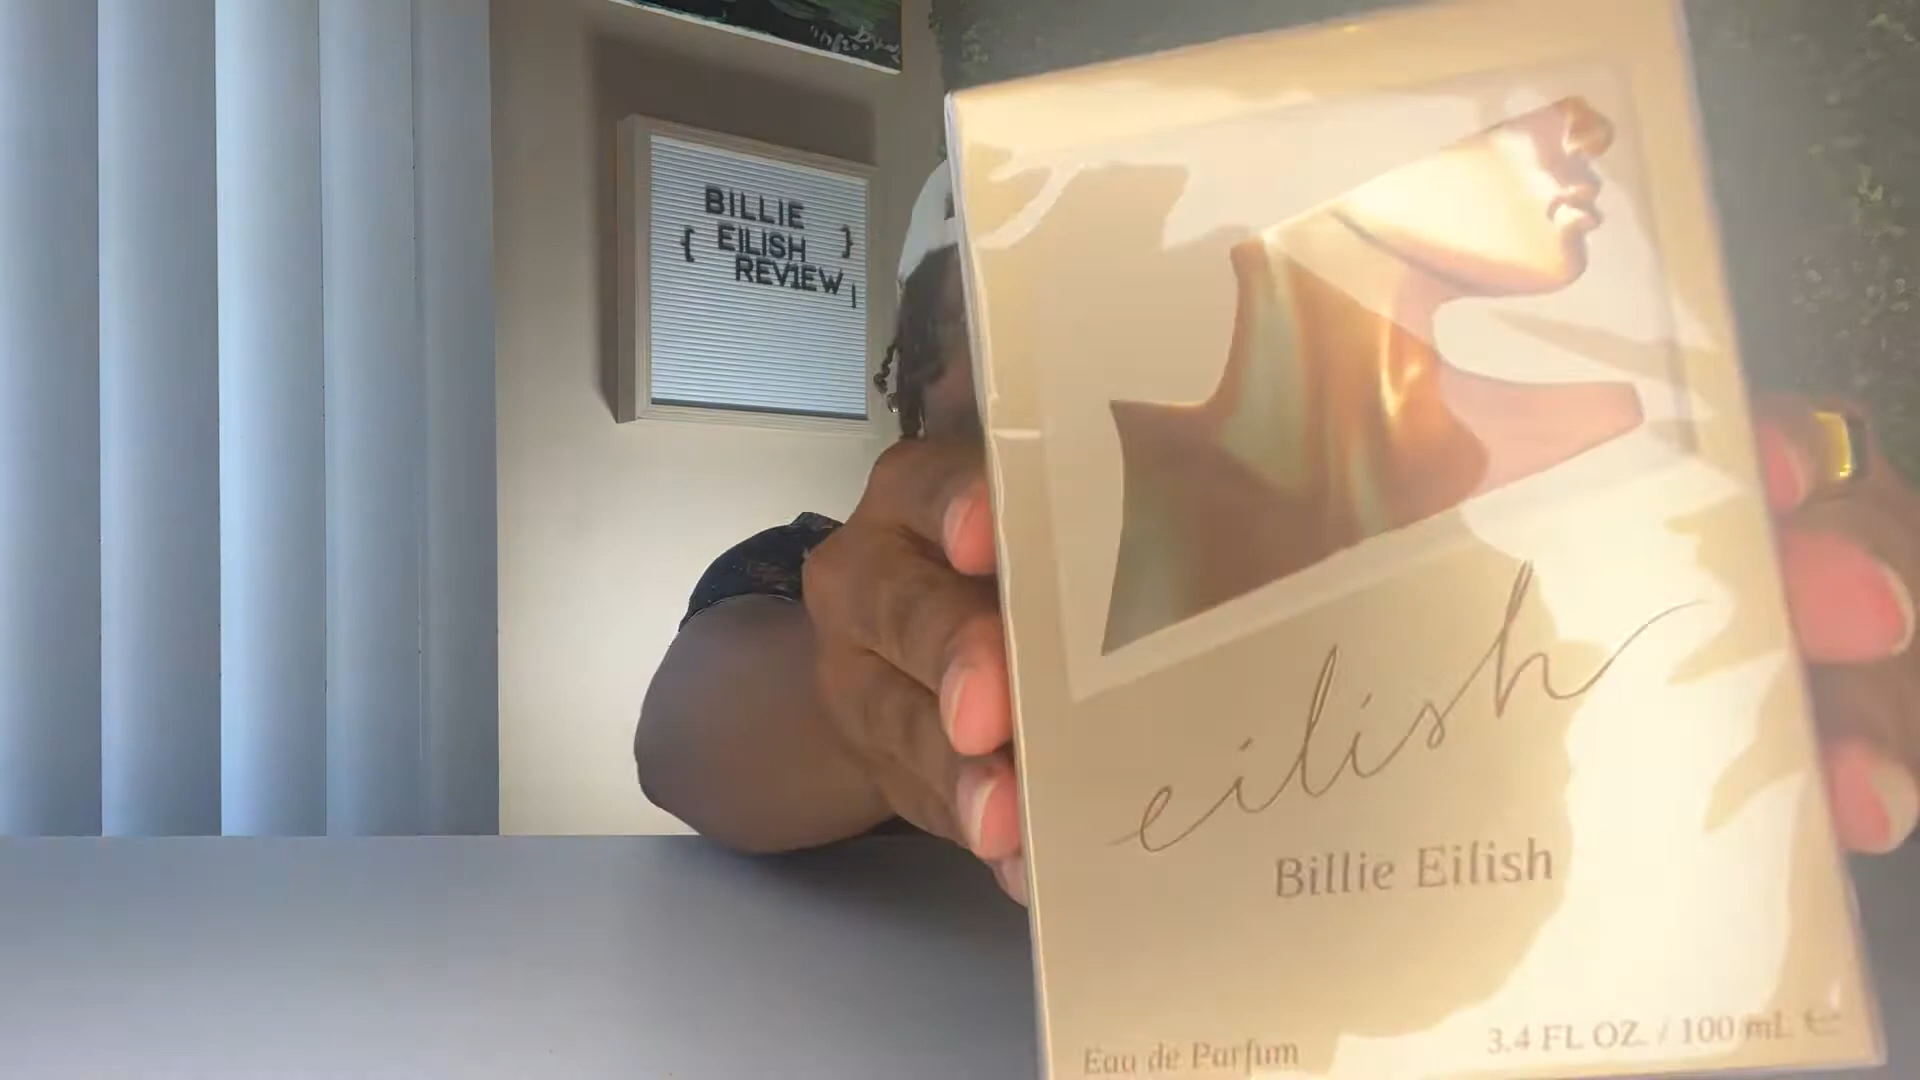 BILLIE
{ EILISH }
REVIEW
eilish
Billie Eilish
Eau de Parfum
3.4 FL OZ. / 100 mL ℮